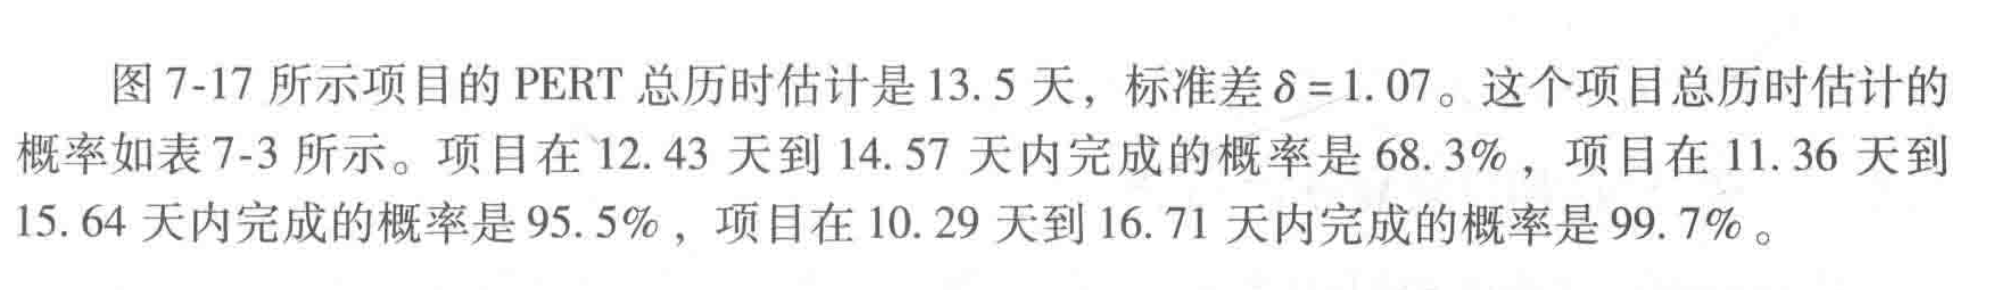 图 7-17 所示项目的 PERT 总历时估计是 13.5 天，标准差 δ=1.07。这个项目总历时估计的
概率如表 7-3 所示。项目在 12.43 天到 14.57 天内完成的概率是 68.3%，项目在 11.36 天到
15.64 天内完成的概率是 95.5%，项目在 10.29 天到 16.71 天内完成的概率是 99.7%。